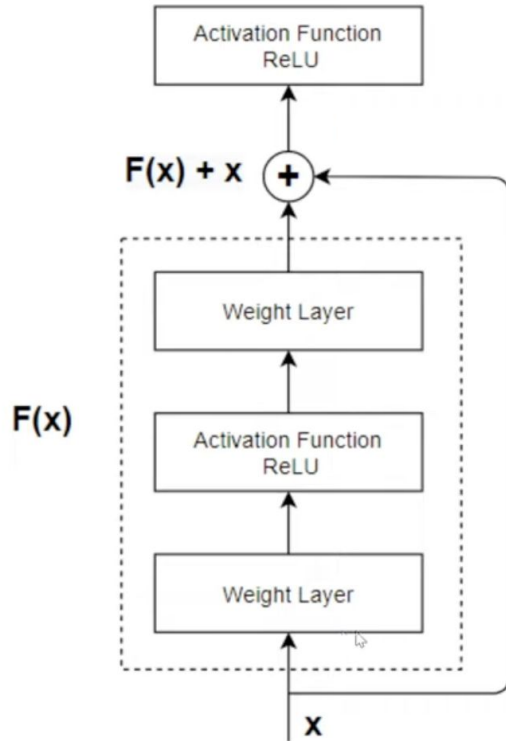 Activation Function
ReLU
F(x) + x
+
Weight Layer
F(x)
Activation Function
ReLU
Weight Layer
x